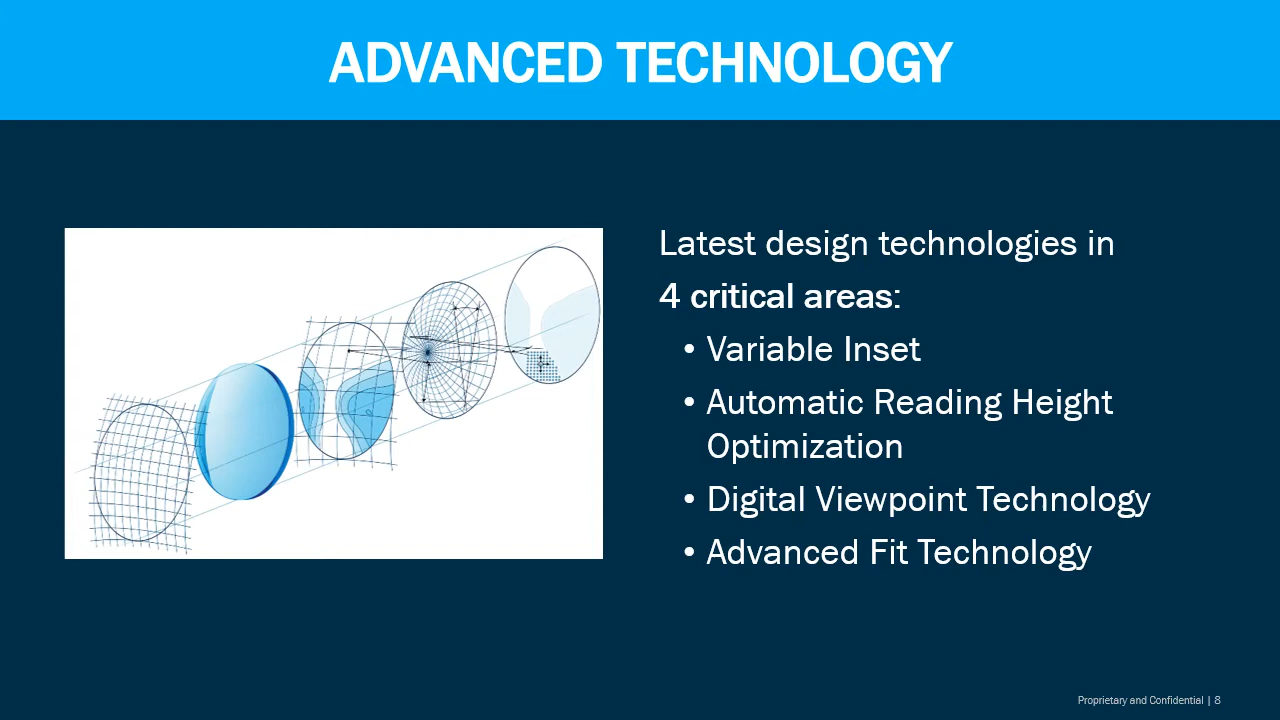 ADVANCED TECHNOLOGY
Latest design technologies in
4 critical areas:
• Variable Inset
• Automatic Reading Height
Optimization
• Digital Viewpoint Technology
• Advanced Fit Technology
Proprietary and Confidential | 8